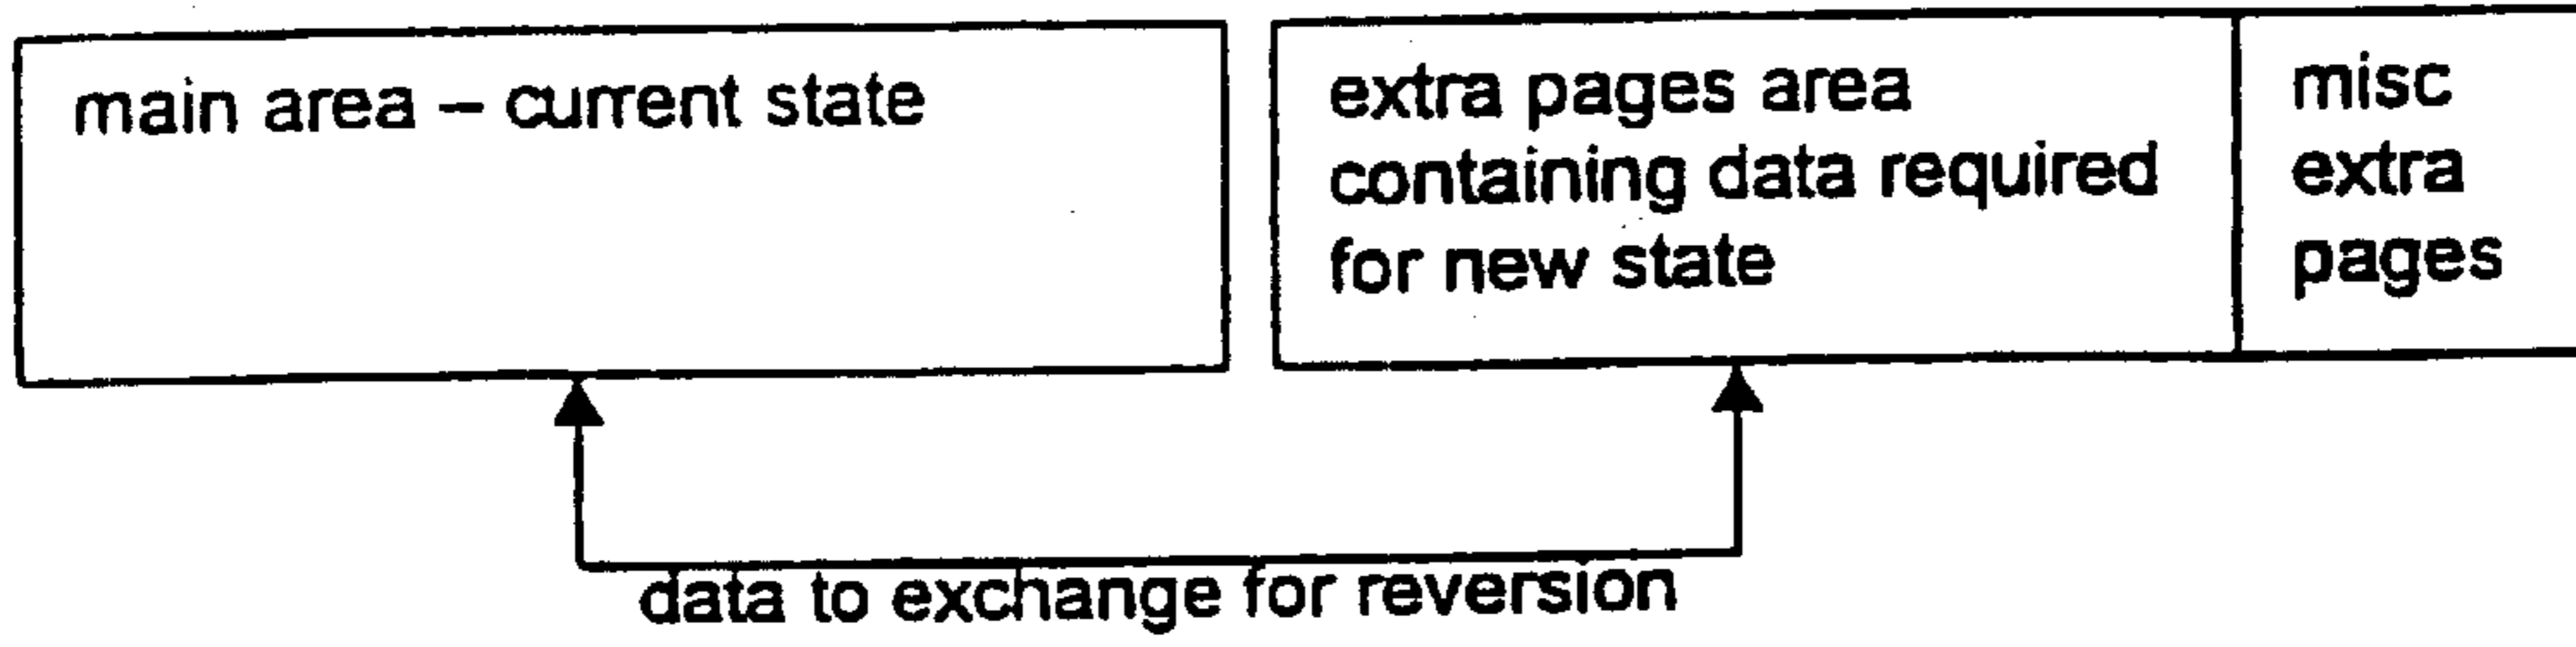 main area – current state
extra pages area
containing data required
for new state
misc
extra
pages
data to exchange for reversion